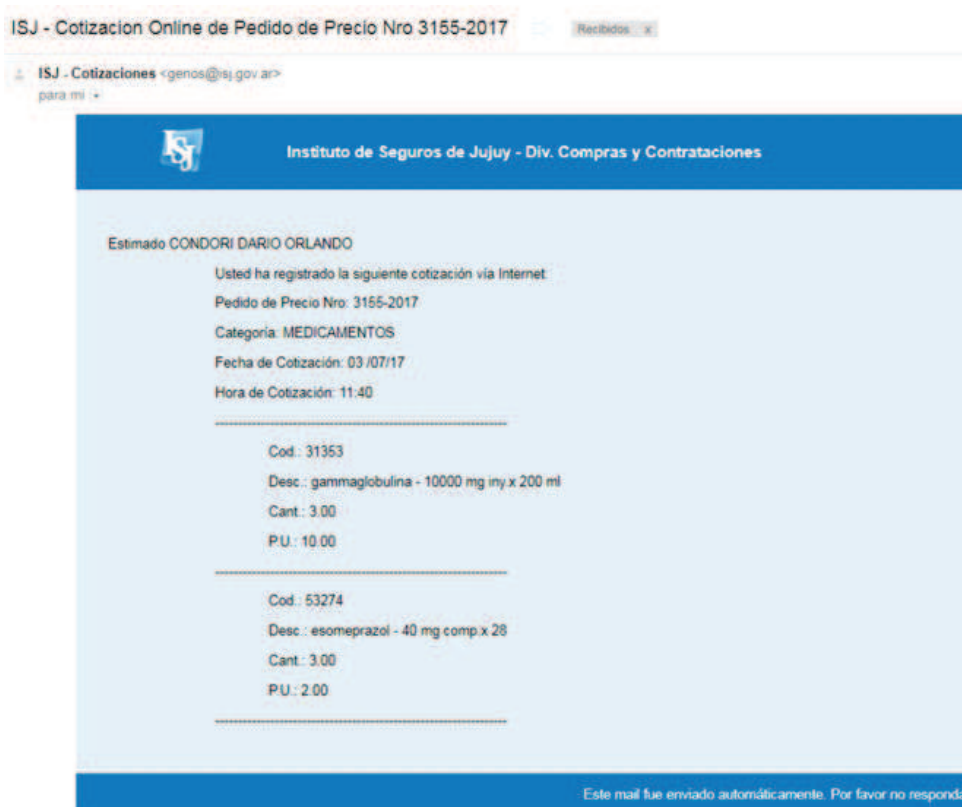 ISJ - Cotizacion Online de Pedido de Precio Nro 3155-2017 Recibidos x
ISJ - Cotizaciones <genos@isj.gov.ar>
para mi
ISJ
Instituto de Seguros de Jujuy - Div. Compras y Contrataciones
Estimado CONDORI DARIO ORLANDO
Usted ha registrado la siguiente cotización vía Internet:
Pedido de Precio Nro: 3155-2017
Categoría: MEDICAMENTOS
Fecha de Cotización: 03 /07/17
Hora de Cotización: 11:40
Cod.: 31353
Desc.: gammaglobulina - 10000 mg iny.x 200 ml
Cant.: 3.00
P.U.: 10.00
Cod.: 53274
Desc.: esomeprazol - 40 mg comp.x 28
Cant.: 3.00
P.U.: 2.00
Este mail fue enviado automáticamente. Por favor no responda